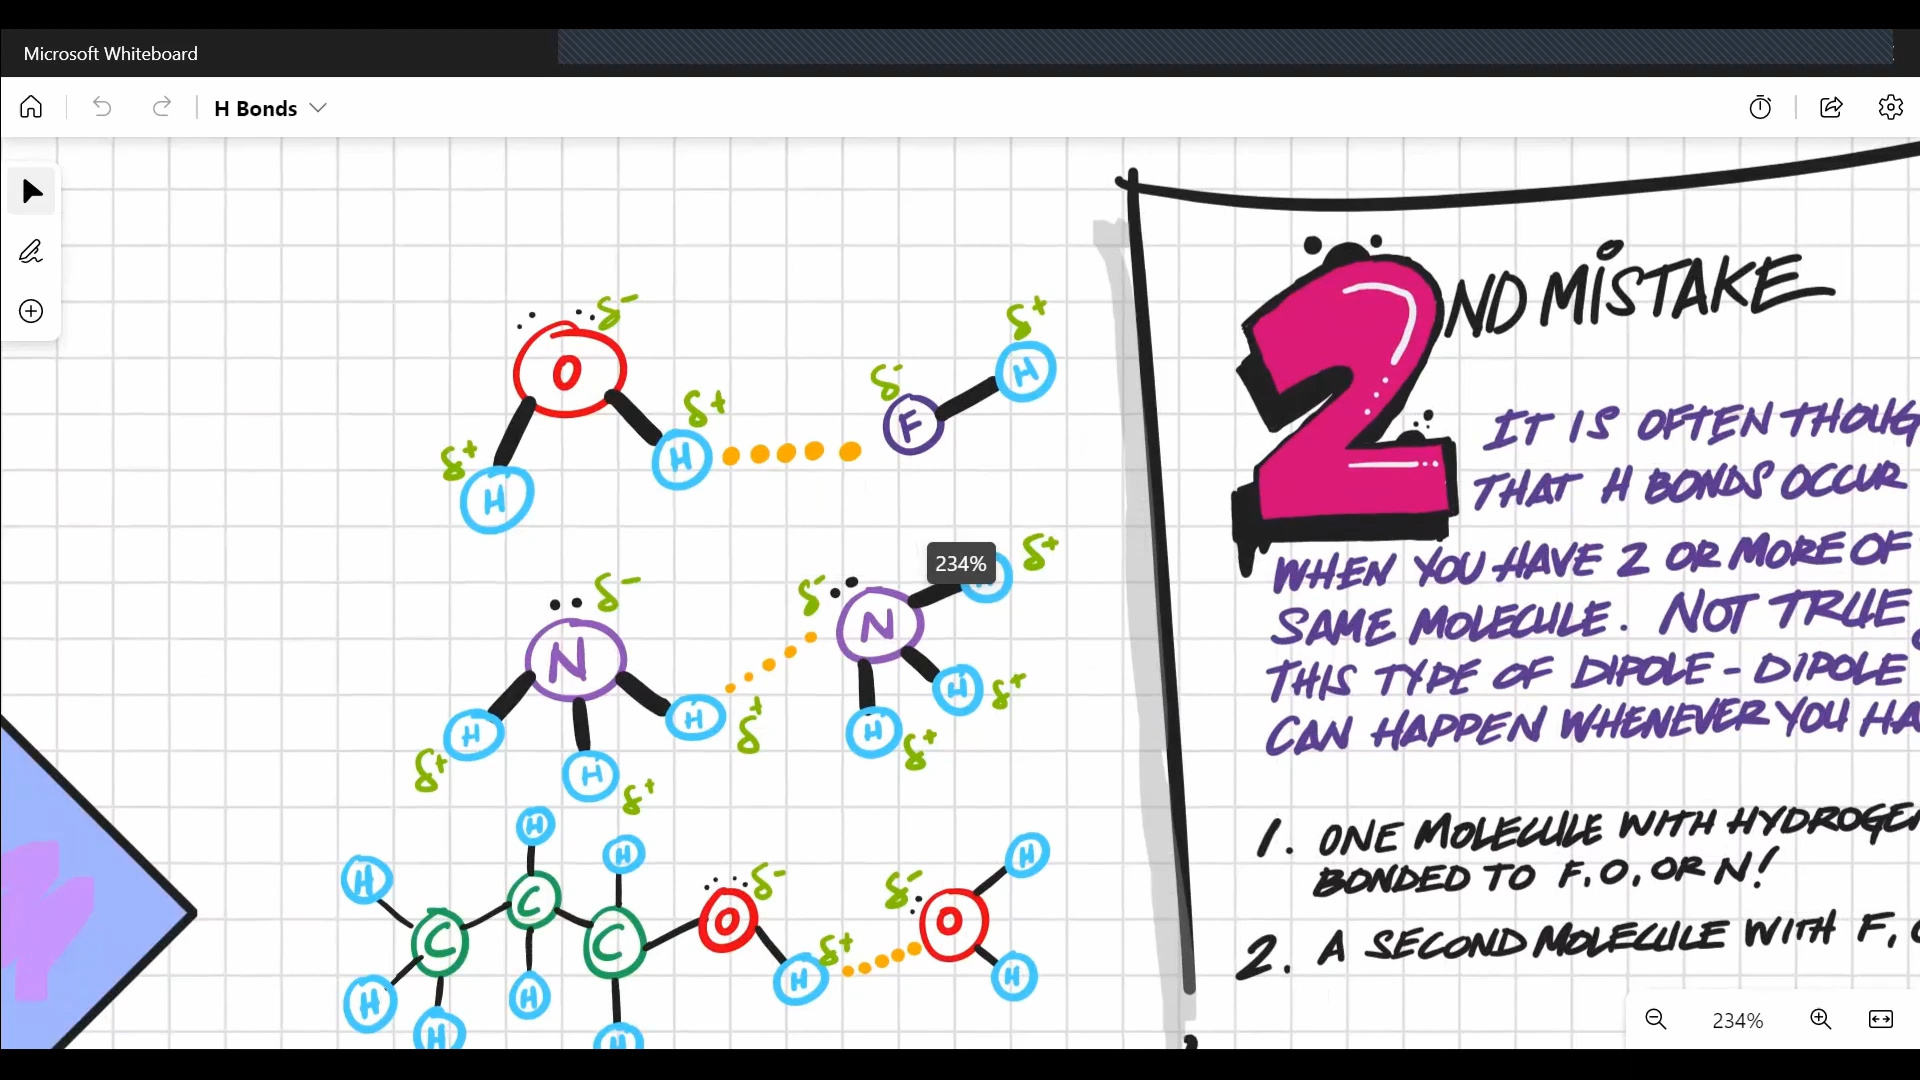 Microsoft Whiteboard
H Bonds
δ-
O
δ+
H
δ+
H
δ-
F
δ+
H
δ-
N
H
δ+
H
δ+
H
δ+
δ-
N
δ+
H
δ+
H
δ+
234%
H
H
H
H
C
C
C
H
H
H
O
δ-
H
δ+
δ-
O
H
H
2ND MISTAKE
IT IS OFTEN THOUG
THAT H BONDS OCCUR
WHEN YOU HAVE 2 OR MORE OF
SAME MOLECULE. NOT TRUE
THIS TYPE OF DIPOLE-DIPOLE
CAN HAPPEN WHENEVER YOU HA
1. ONE MOLECULE WITH HYDROGE
BONDED TO F, O, OR N!
2. A SECOND MOLECULE WITH F,
234%